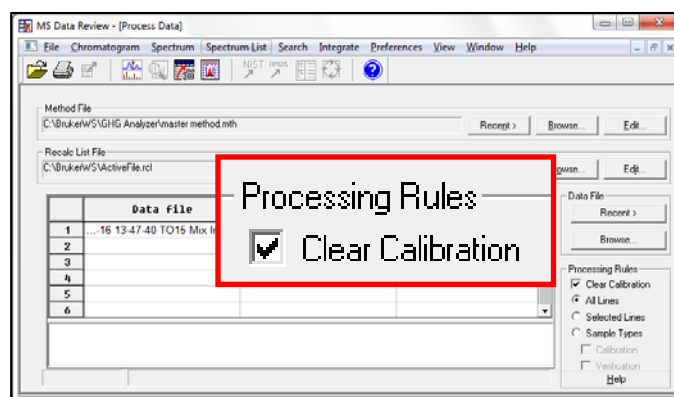 MS Data Review - [Process Data]
File Chromatogram Spectrum Spectrum List Search Integrate Preferences View Window Help
NIST
Method File
C:\BrukerWS\GHG Analyzer\master method.mth
Recent > Browse... Edit...
Recalc List File
C:\BrukerWS\ActiveFile.rcl
Edit...
Processing Rules
Clear Calibration
Data file
1 ...-16 13-47-40 TO15 Mix
2
3
4
5
6
Data File
Recent >
Browse...
Processing Rules
Clear Calibration
All Lines
Selected Lines
Sample Types
Calibration
Verification
Help